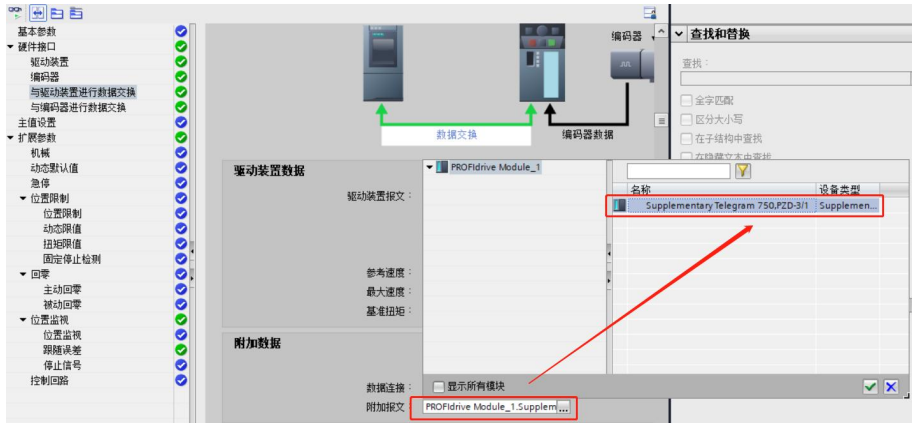 基本参数
硬件接口
驱动装置
编码器
与驱动装置进行数据交换
与编码器进行数据交换
主值设置
扩展参数
机械
动态默认值
急停
位置限制
位置限制
动态限值
扭矩限值
固定停止检测
回零
主动回零
被动回零
位置监视
位置监视
跟随误差
停止信号
控制回路
编码器
数据交换
编码器数据
驱动装置数据
驱动装置报文：
参考速度：
最大速度：
基准扭矩：
附加数据
数据连接：
附加报文：
PROFIdrive Module_1.Supplem
...
PROFIdrive Module_1
名称
设备类型
Supplementary Telegram 750,PZD-3/1
Supplemen...
显示所有模块
查找和替换
查找：
全字匹配
区分大小写
在子结构中查找
在隐藏文本中查找